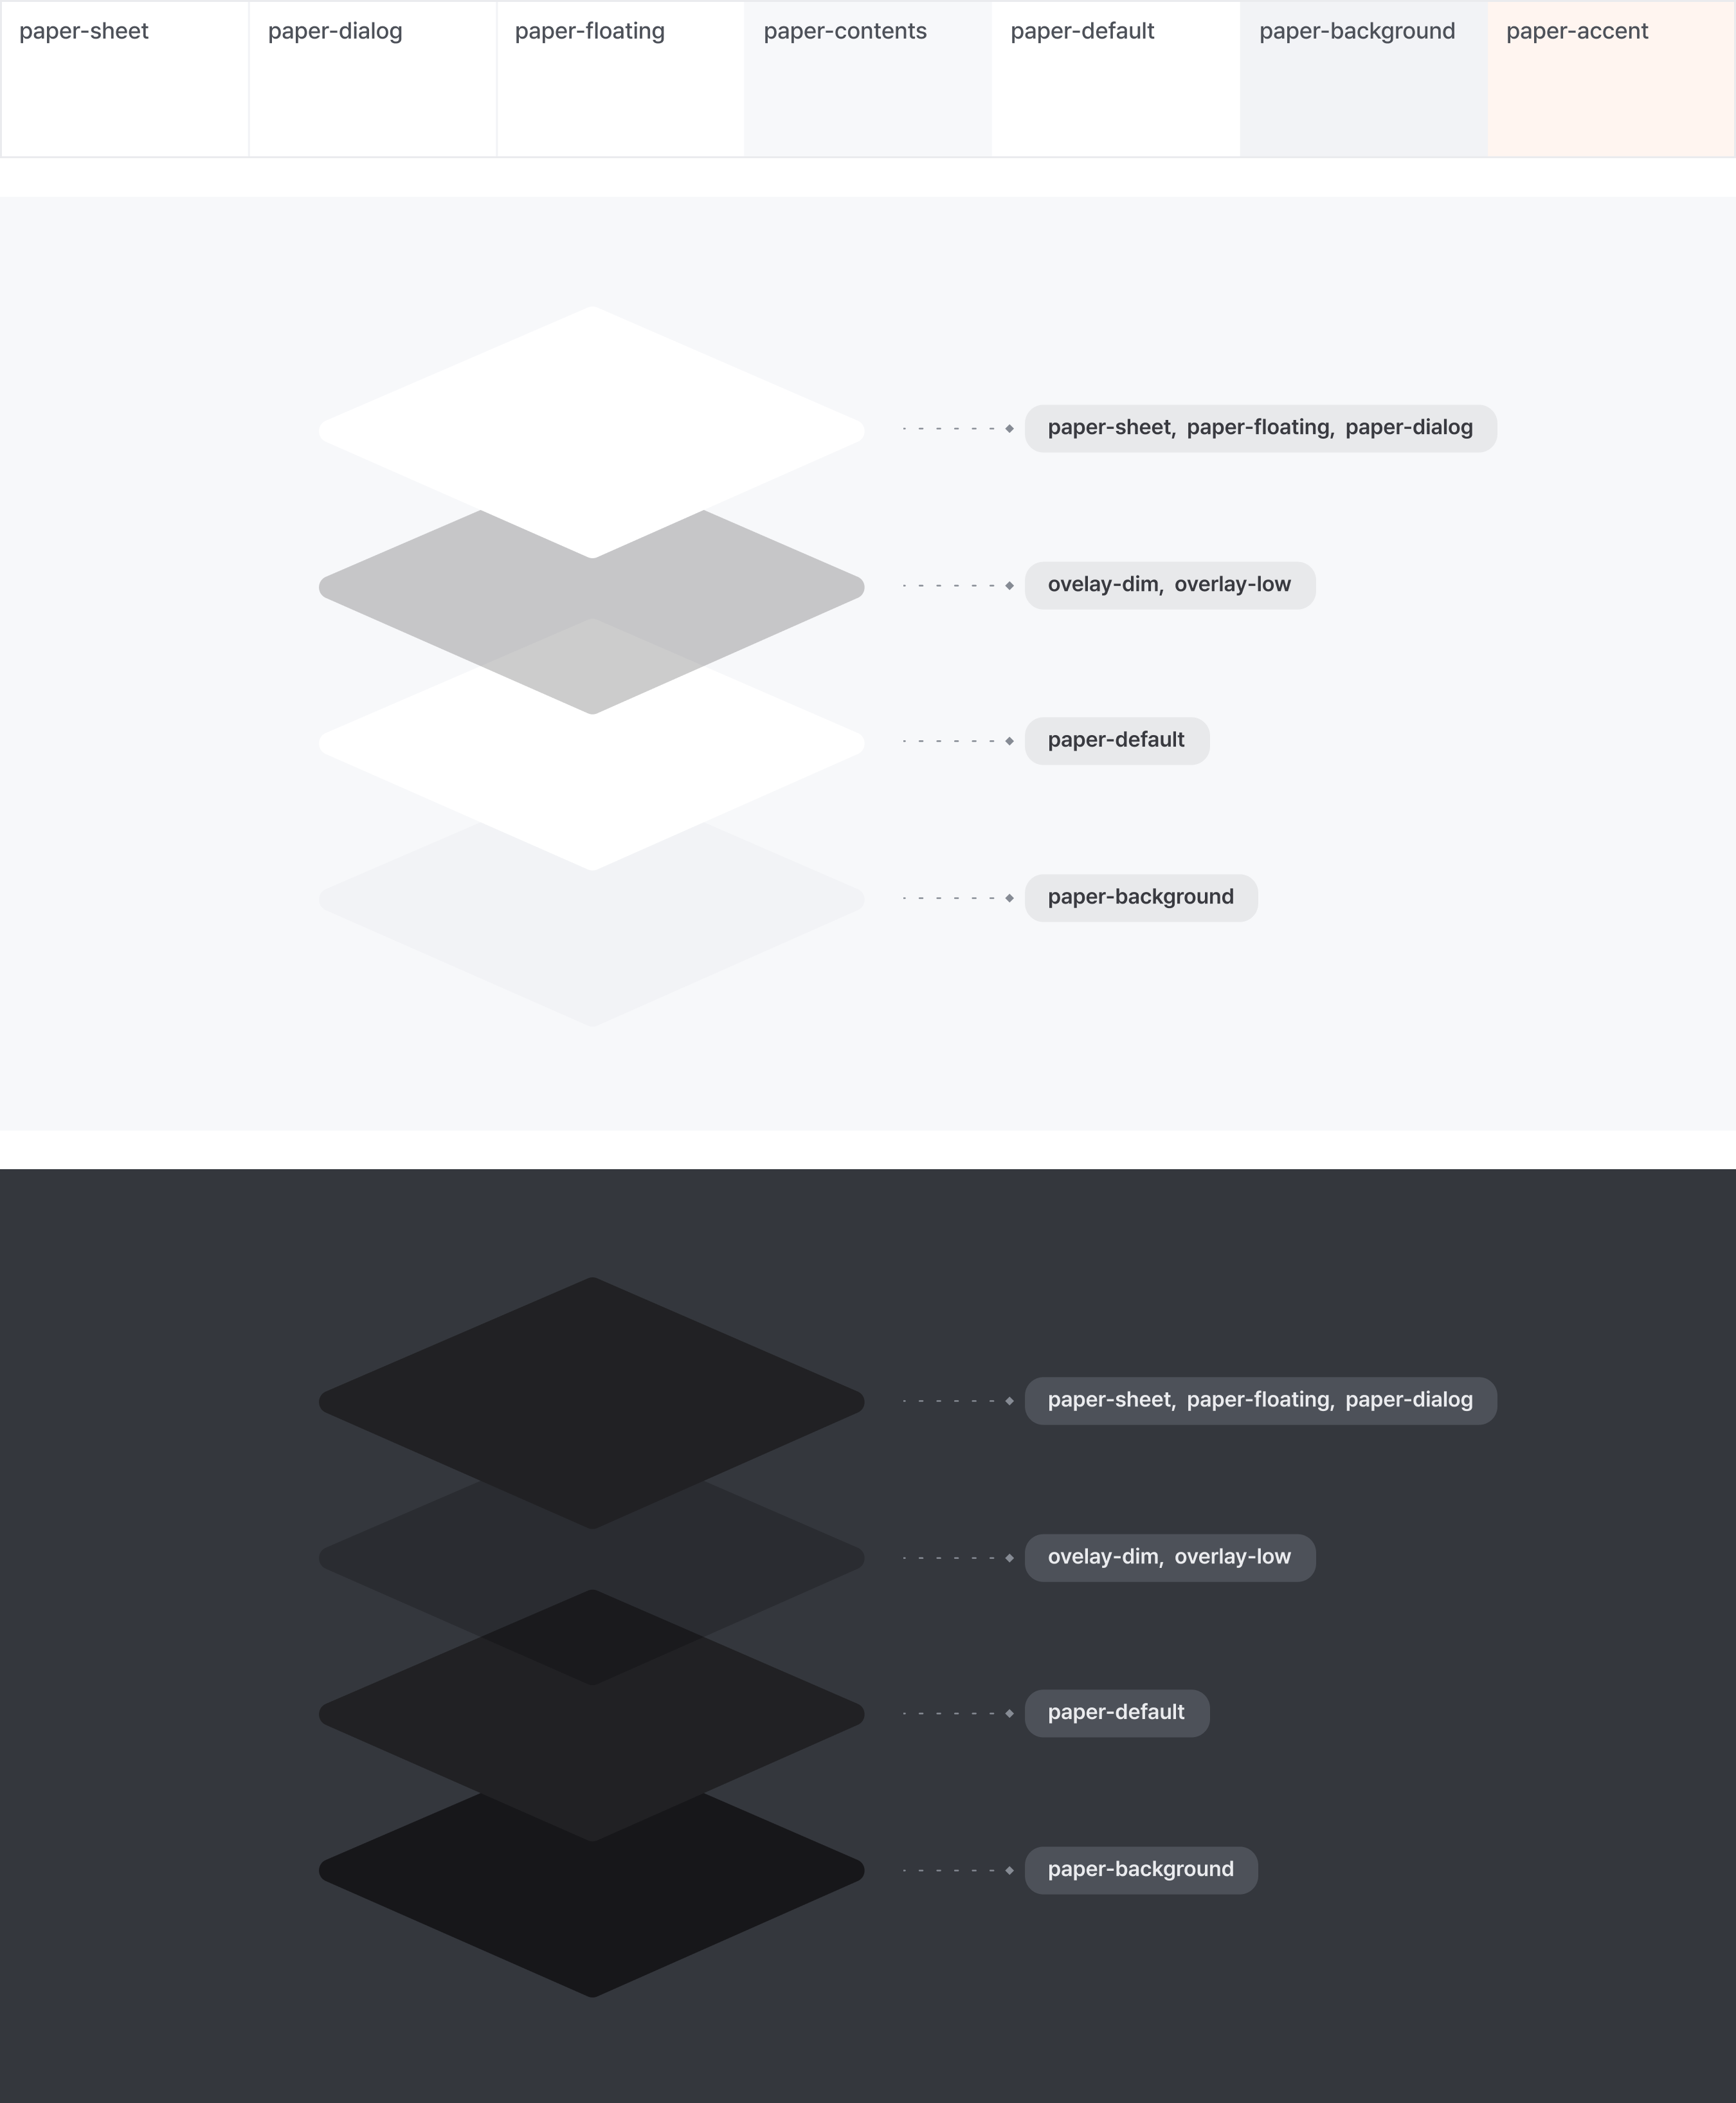 paper-sheet paper-dialog paper-floating paper-contents paper-default paper-background paper-accent
paper-sheet, paper-floating, paper-dialog
ovelay-dim, overlay-low
paper-default
paper-background
paper-sheet, paper-floating, paper-dialog
ovelay-dim, overlay-low
paper-default
paper-background